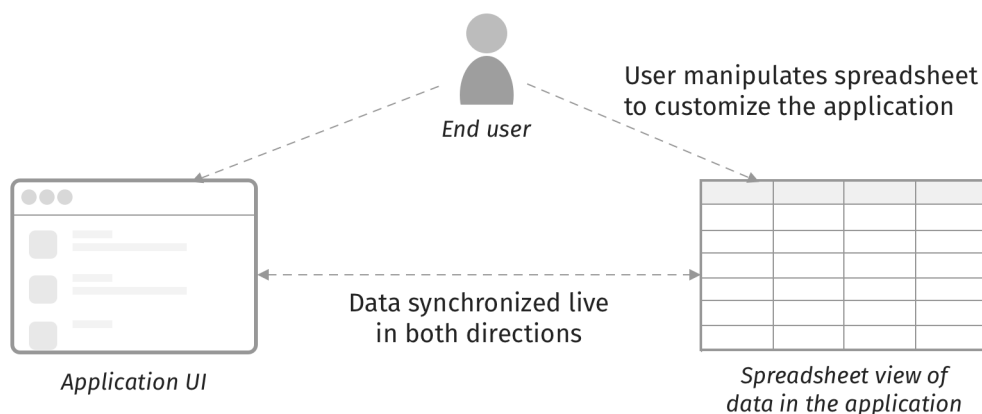 User manipulates spreadsheet
to customize the application
End user
Data synchronized live
in both directions
Application UI
Spreadsheet view of
data in the application